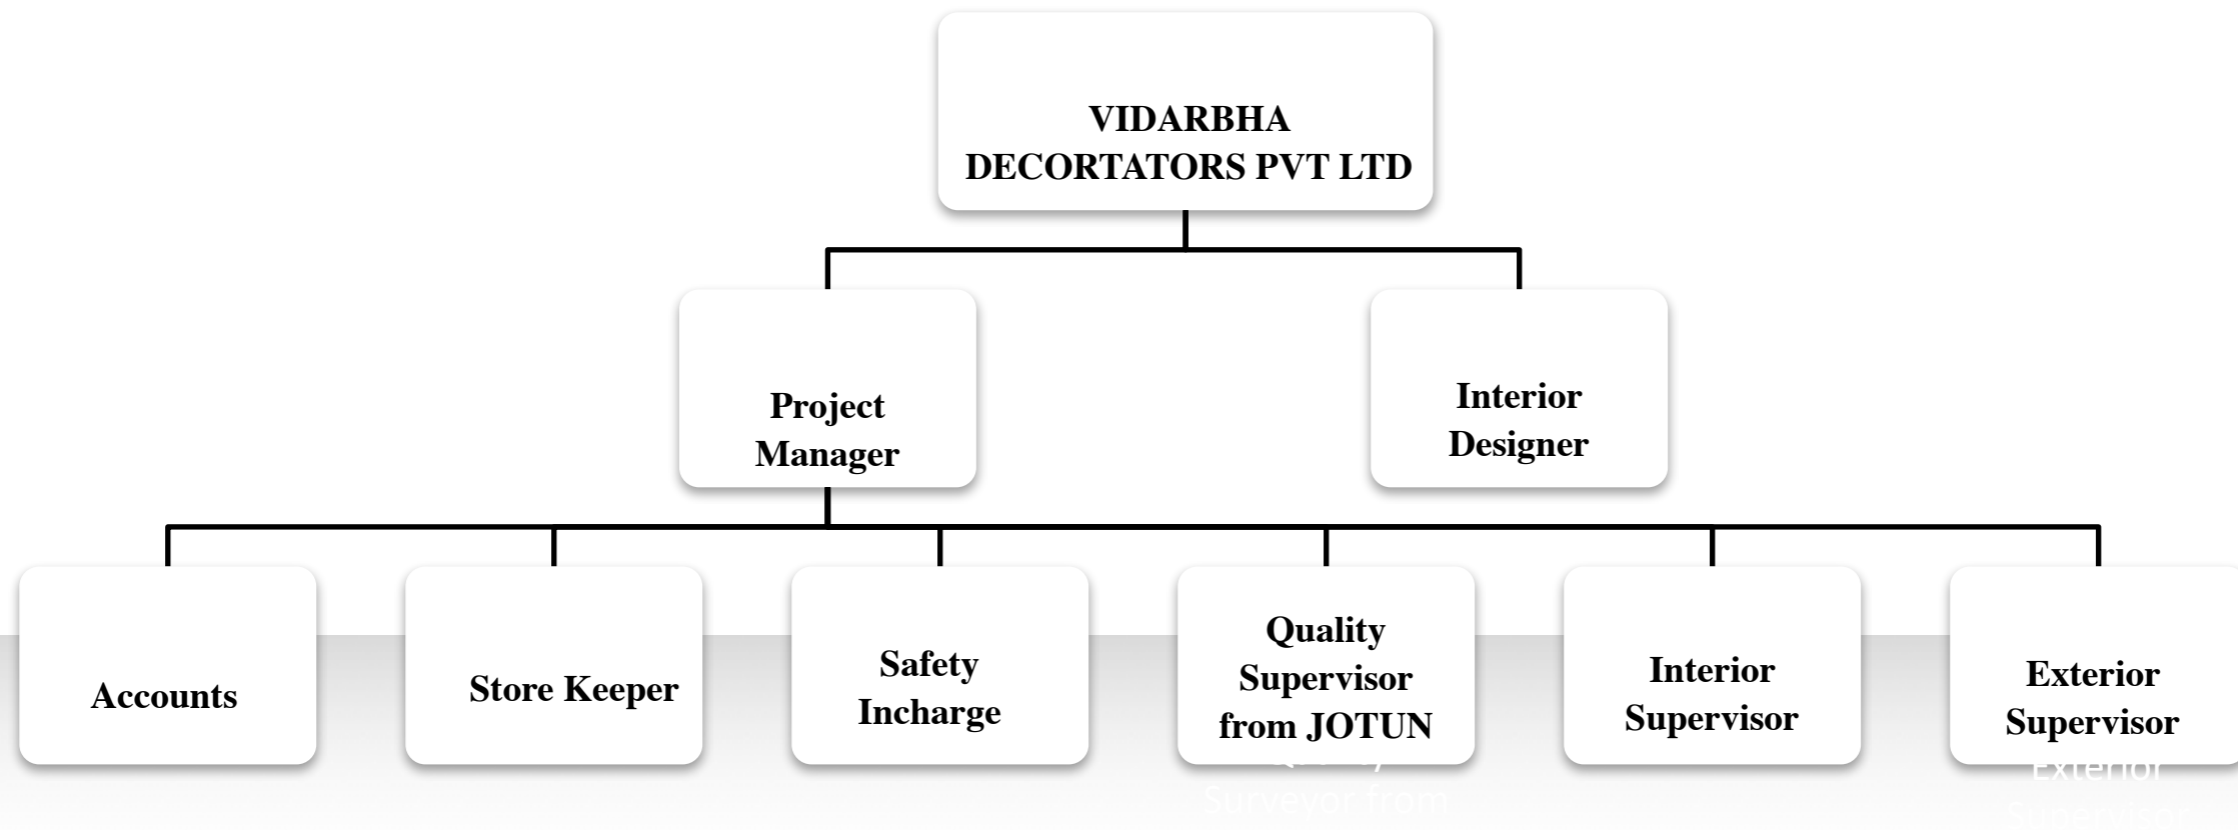 VIDARBHA
DECORTATORS PVT LTD
Project
Manager
Interior
Designer
Accounts
Store Keeper
Safety
Incharge
Quality
Supervisor
from JOTUN
Interior
Supervisor
Exterior
Supervisor
Surveyor from
Exterior
Supervisor